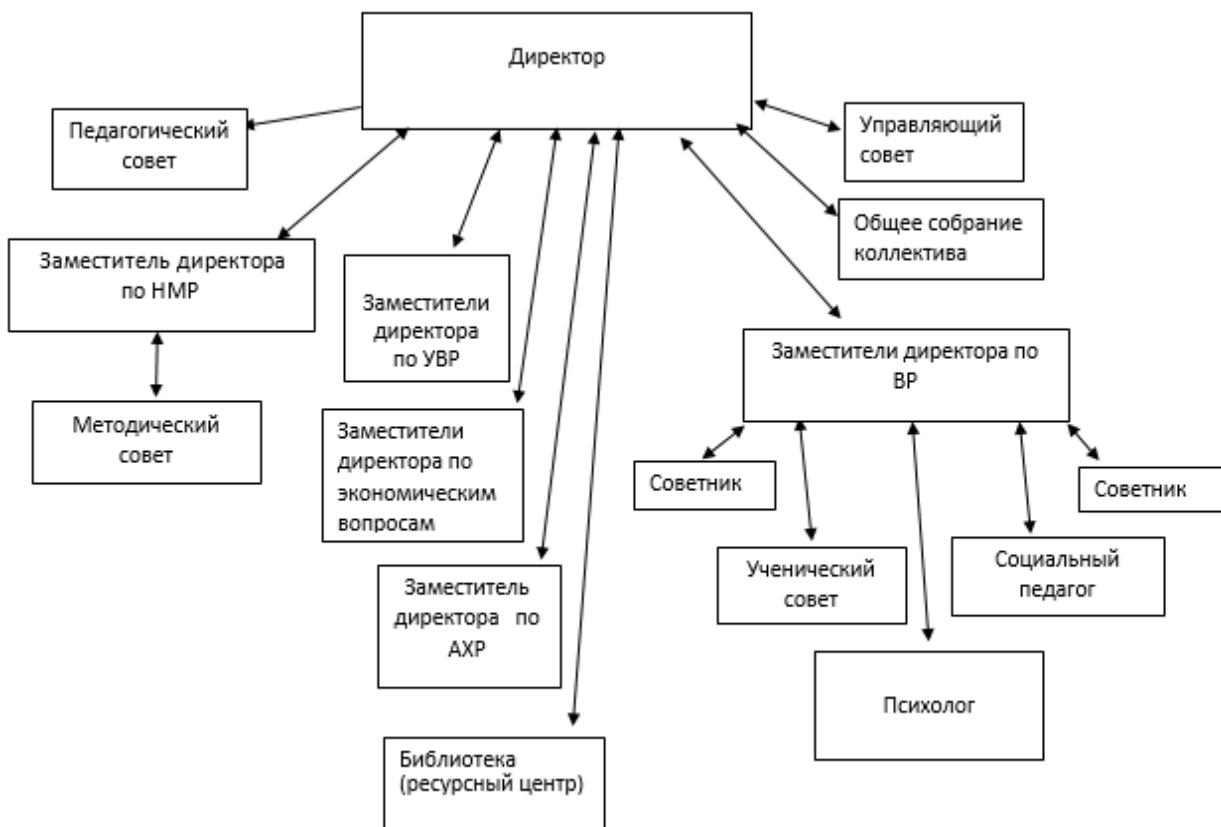 Директор
Педагогический
совет
Управляющий
совет
Общее собрание
коллектива
Заместитель директора
по НМР
Заместители
директора
по УВР
Заместители директора по
ВР
Методический
совет
Заместители
директора по
экономическим
вопросам
Советник
Советник
Ученический
совет
Социальный
педагог
Заместитель
директора по
АХР
Психолог
Библиотека
(ресурсный центр)